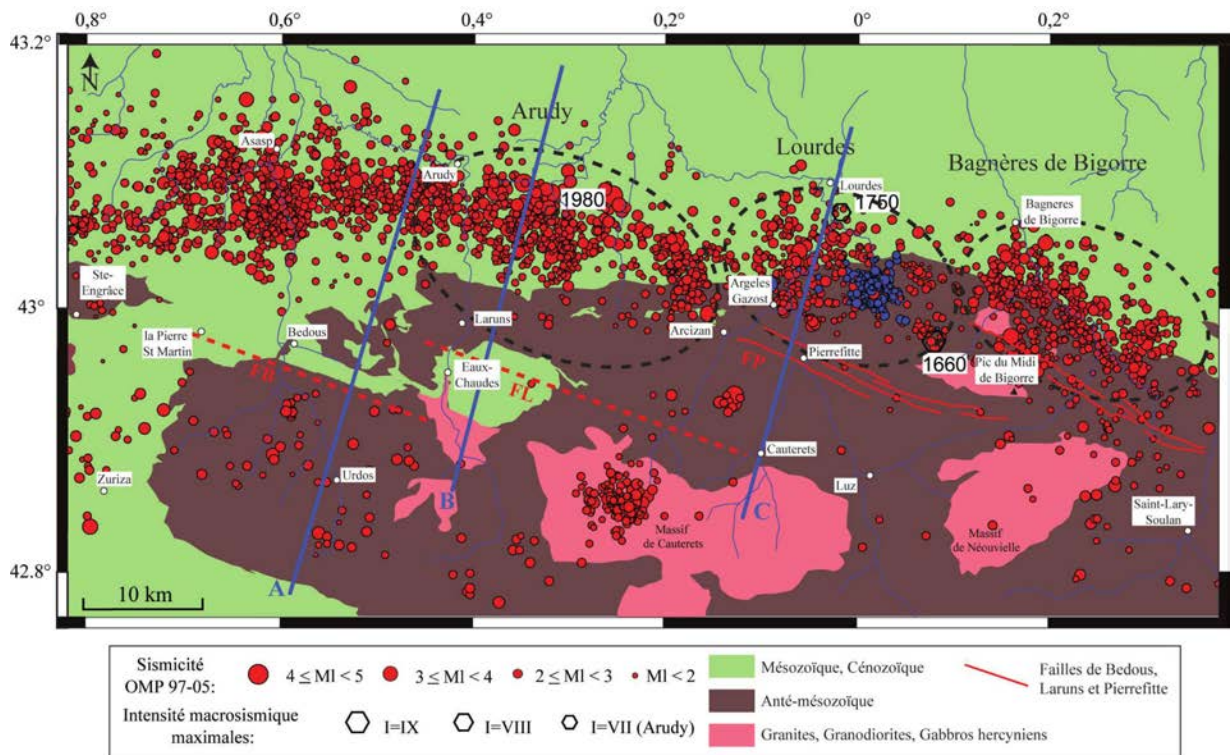 0,8° 0,6° 0,4° 0,2° 0° 0,2°
43.2°
N
Arudy
Lourdes
Bagnères de Bigorre
Asasp
Arudy
1980
Lourdes
1750
Bagneres
de Bigorre
Ste-
Engrâce
43°
la Pierre
St Martin
Bedous
Laruns
Argeles
Gazost
Arcizan
Pierrefitte
1660
Pic du Midi
de Bigorre
FB
Eaux-
Chaudes
FL
FP
Zuriza
Urdos
Cauterets
Luz
Saint-Lary-
Soulan
A
B
C
Massif
de Cauterets
Massif
de Néouvielle
42.8°
10 km
Sismicité
OMP 97-05:
4 ≤ Ml < 5
3 ≤ Ml < 4
2 ≤ Ml < 3
Ml < 2
Intensité macrosismique
maximales:
I=IX
I=VIII
I=VII (Arudy)
Mésozoïque, Cénozoïque
Anté-mésozoïque
Granites, Granodiorites, Gabbros hercyniens
Failles de Bedous,
Laruns et Pierrefitte